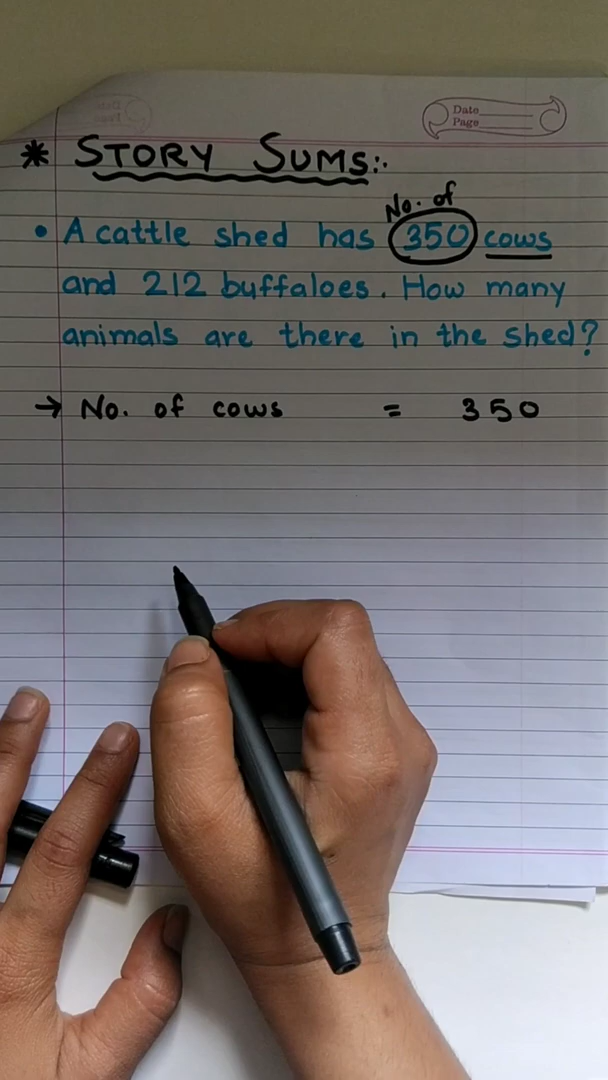 Date
Page
* STORY SUMS:.
No. of
• A cattle shed has 350 cows
and 212 buffaloes. How many
animals are there in the shed?
→ No. of cows = 350